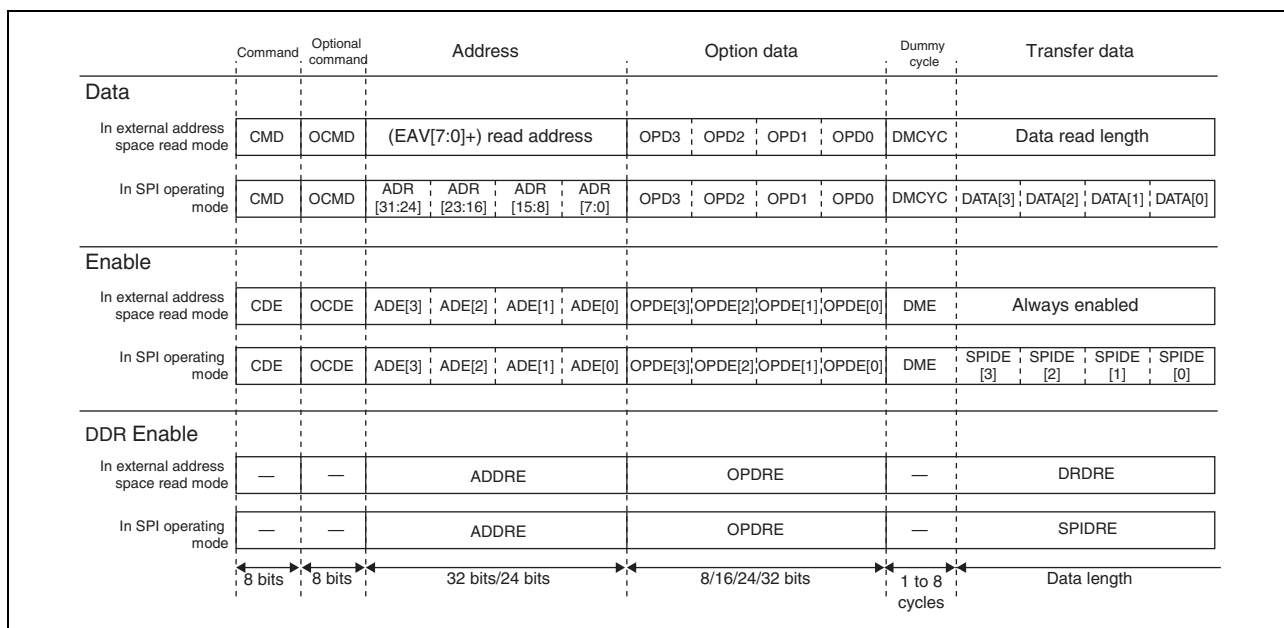 Command Optional command Address Option data Dummy cycle Transfer data
Data
In external address space read mode CMD OCMD (EAV[7:0]+) read address OPD3 OPD2 OPD1 OPD0 DMCYC Data read length
In SPI operating mode CMD OCMD ADR [31:24] ADR [23:16] ADR [15:8] ADR [7:0] OPD3 OPD2 OPD1 OPD0 DMCYC DATA[3] DATA[2] DATA[1] DATA[0]
Enable
In external address space read mode CDE OCDE ADE[3] ADE[2] ADE[1] ADE[0] OPDE[3] OPDE[2] OPDE[1] OPDE[0] DME Always enabled
In SPI operating mode CDE OCDE ADE[3] ADE[2] ADE[1] ADE[0] OPDE[3] OPDE[2] OPDE[1] OPDE[0] DME SPIDE [3] SPIDE [2] SPIDE [1] SPIDE [0]
DDR Enable
In external address space read mode — — ADDRE OPDRE — DRDRE
In SPI operating mode — — ADDRE OPDRE — SPIDRE
8 bits 8 bits 32 bits/24 bits 8/16/24/32 bits 1 to 8 cycles Data length